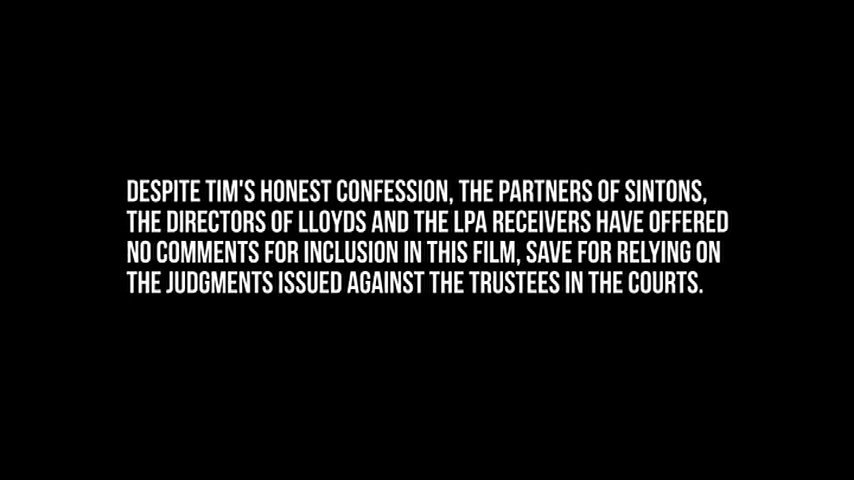 DESPITE TIM'S HONEST CONFESSION, THE PARTNERS OF SINTONS,
THE DIRECTORS OF LLOYDS AND THE LPA RECEIVERS HAVE OFFERED
NO COMMENTS FOR INCLUSION IN THIS FILM, SAVE FOR RELYING ON
THE JUDGMENTS ISSUED AGAINST THE TRUSTEES IN THE COURTS.